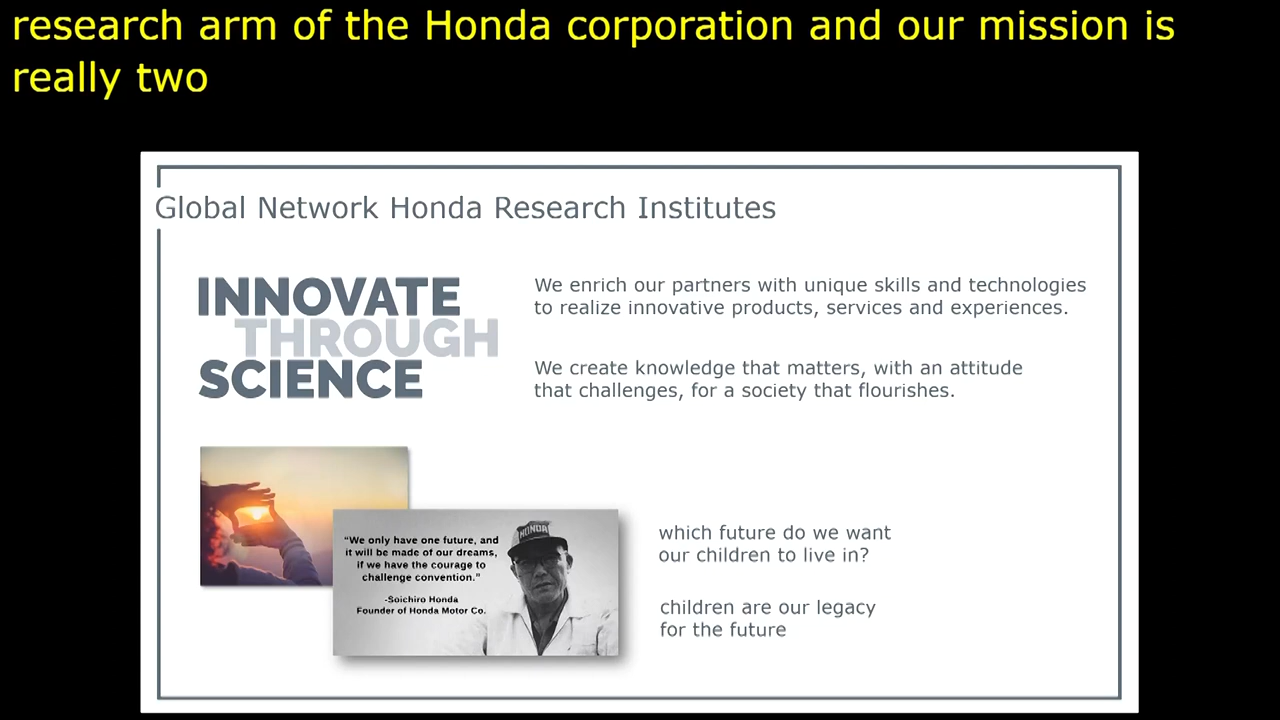 research arm of the Honda corporation and our mission is
really two
Global Network Honda Research Institutes
INNOVATE
THROUGH
SCIENCE
We enrich our partners with unique skills and technologies
to realize innovative products, services and experiences.
We create knowledge that matters, with an attitude
that challenges, for a society that flourishes.
HONDA
“We only have one future, and
it will be made of our dreams,
if we have the courage to
challenge convention.”
-Soichiro Honda
Founder of Honda Motor Co.
which future do we want
our children to live in?
children are our legacy
for the future